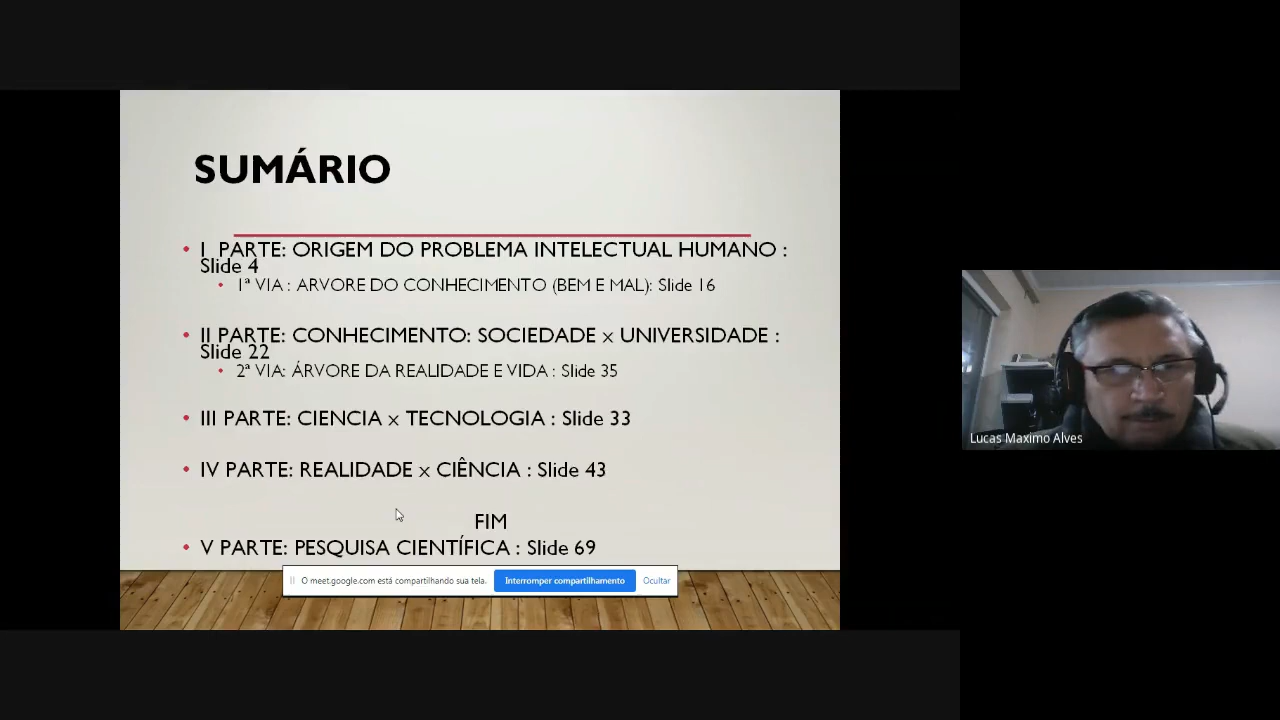 SUMÁRIO
• I PARTE: ORIGEM DO PROBLEMA INTELECTUAL HUMANO :
Slide 4
• 1ª VIA : ARVORE DO CONHECIMENTO (BEM E MAL): Slide 16
• II PARTE: CONHECIMENTO: SOCIEDADE x UNIVERSIDADE :
Slide 22
• 2ª VIA: ÁRVORE DA REALIDADE E VIDA : Slide 35
• III PARTE: CIENCIA x TECNOLOGIA : Slide 33
• IV PARTE: REALIDADE x CIÊNCIA : Slide 43
FIM
• V PARTE: PESQUISA CIENTÍFICA : Slide 69
O meet.google.com está compartilhando sua tela. Interromper compartilhamento Ocultar
Lucas Maximo Alves